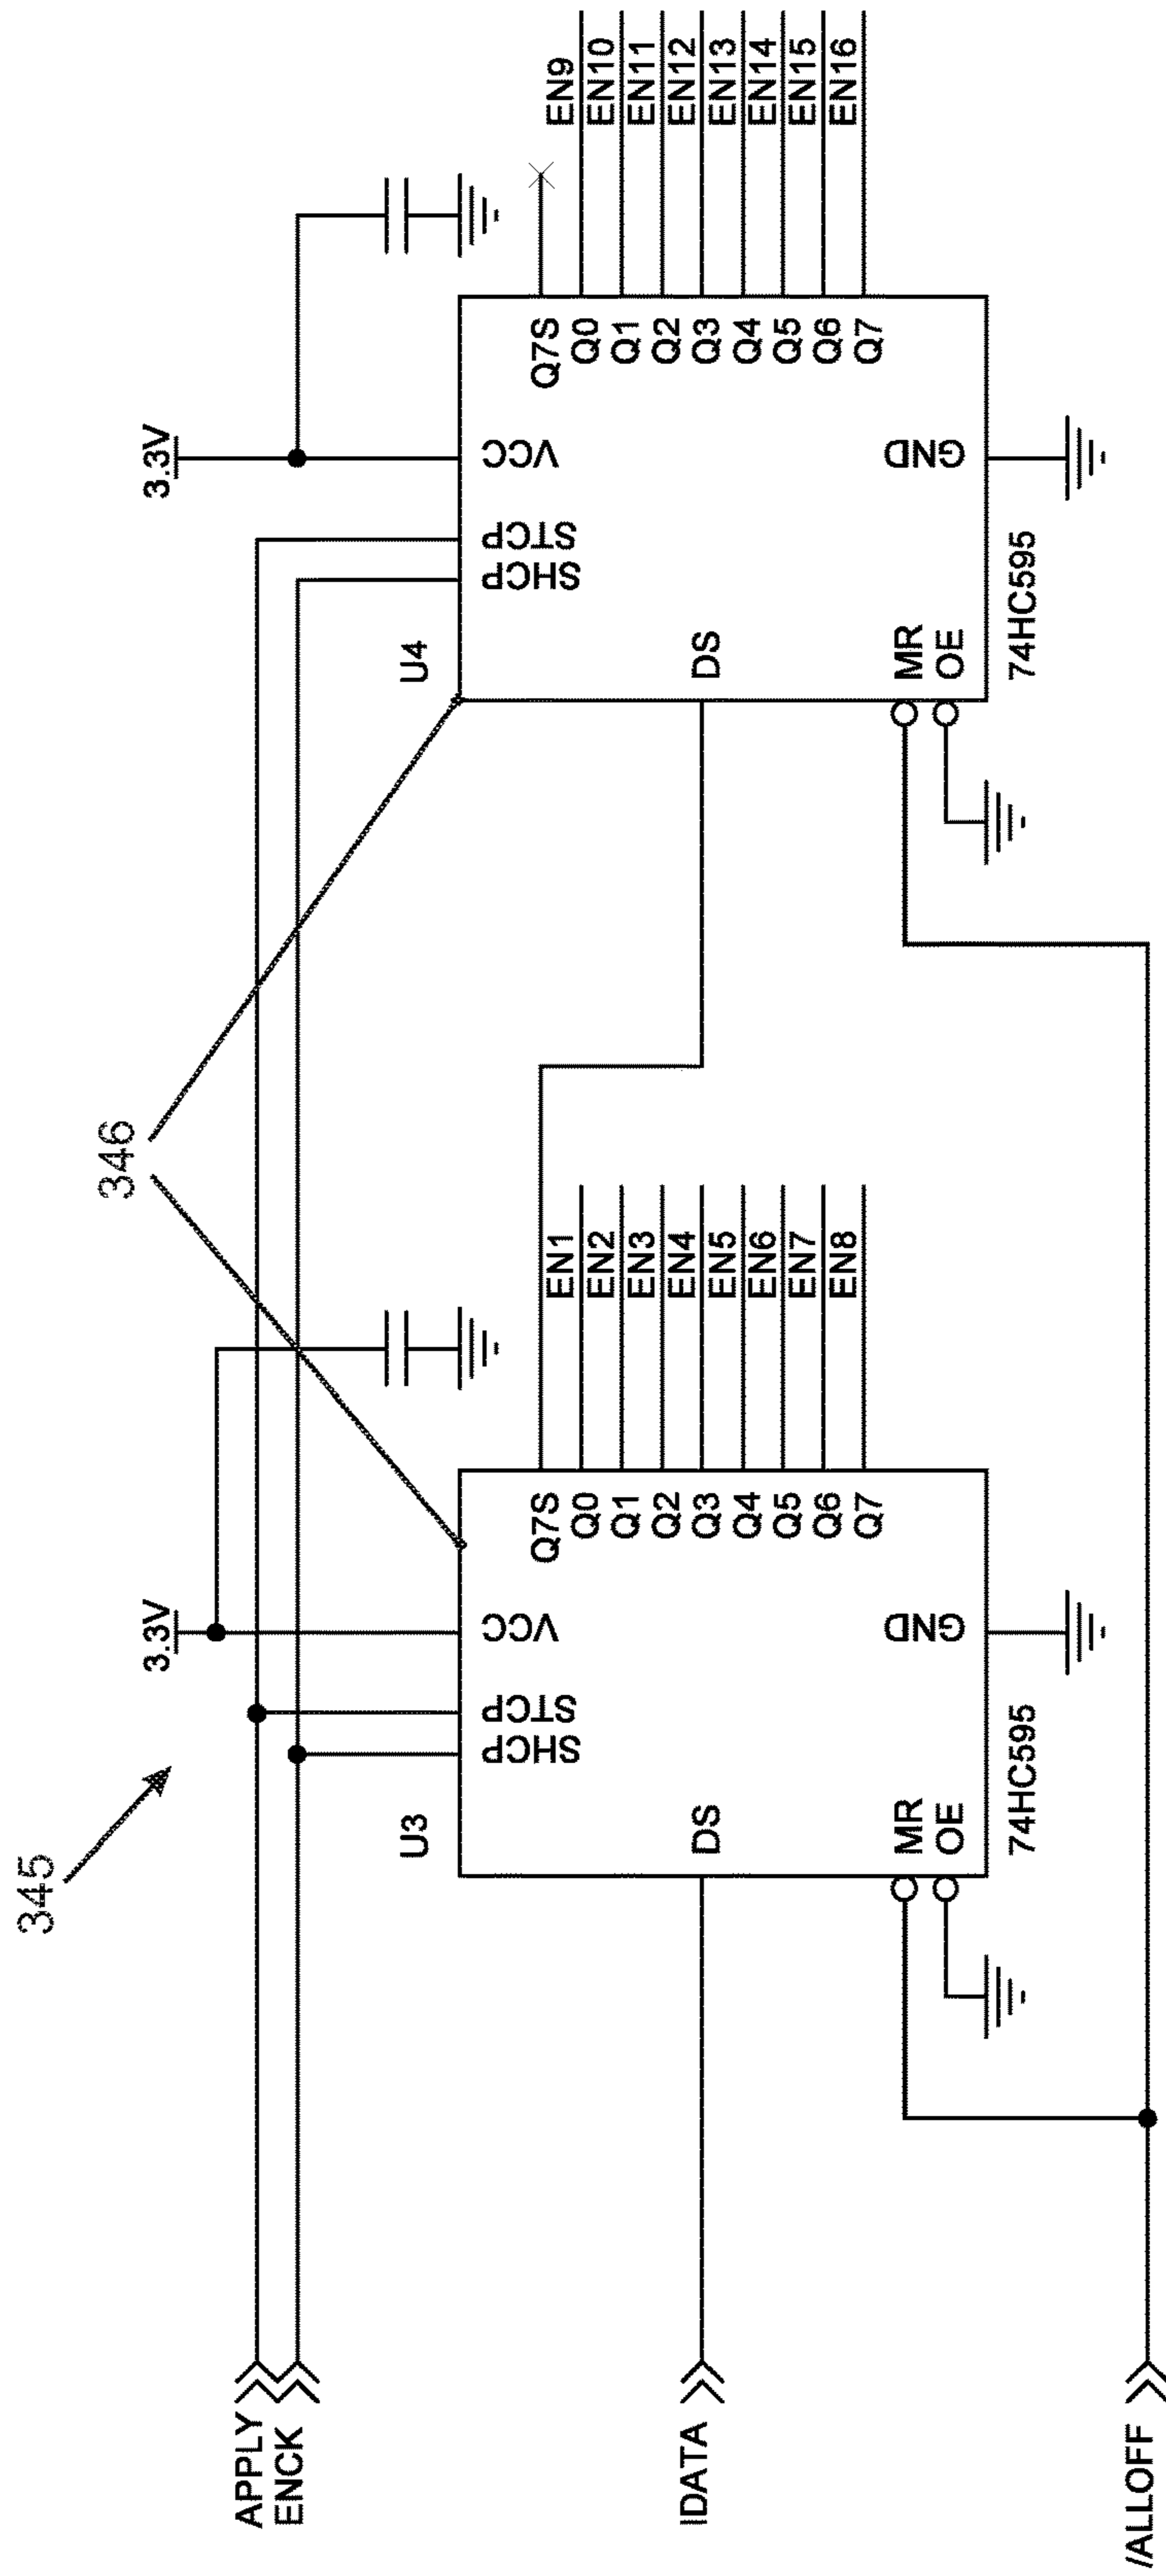 345
346
3.3V
3.3V
APPLY
ENCK
U3
SHCP
STCP
VCC
U4
SHCP
STCP
VCC
Q7S
Q0
Q1
Q2
Q3
Q4
Q5
Q6
Q7
EN1
EN2
EN3
EN4
EN5
EN6
EN7
EN8
Q7S
Q0
Q1
Q2
Q3
Q4
Q5
Q6
Q7
EN9
EN10
EN11
EN12
EN13
EN14
EN15
EN16
IDATA
DS
DS
MR
OE
GND
MR
OE
GND
74HC595
74HC595
/ALLOFF